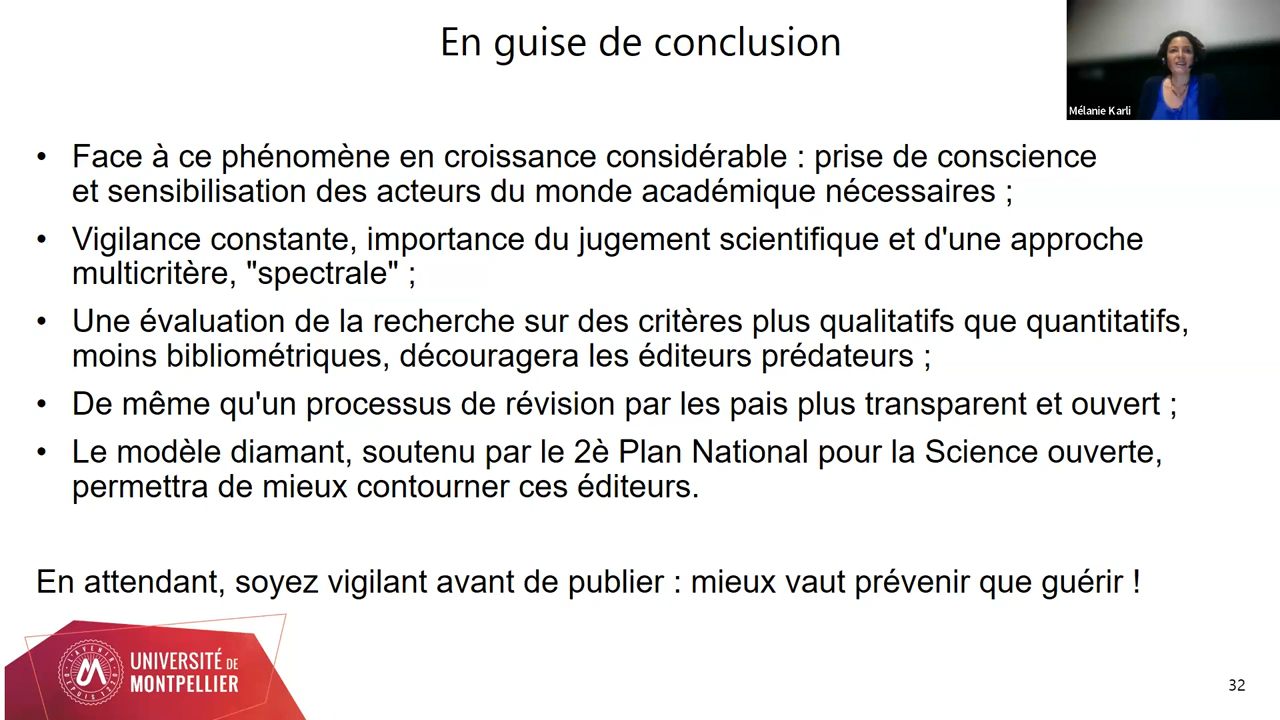 En guise de conclusion
Mélanie Karli
• Face à ce phénomène en croissance considérable : prise de conscience
et sensibilisation des acteurs du monde académique nécessaires ;
• Vigilance constante, importance du jugement scientifique et d'une approche
multicritère, "spectrale" ;
• Une évaluation de la recherche sur des critères plus qualitatifs que quantitatifs,
moins bibliométriques, découragera les éditeurs prédateurs ;
• De même qu'un processus de révision par les pais plus transparent et ouvert ;
• Le modèle diamant, soutenu par le 2è Plan National pour la Science ouverte,
permettra de mieux contourner ces éditeurs.
En attendant, soyez vigilant avant de publier : mieux vaut prévenir que guérir !
L'AVENIR
DEPUIS 1220
UNIVERSITÉ DE
MONTPELLIER
32